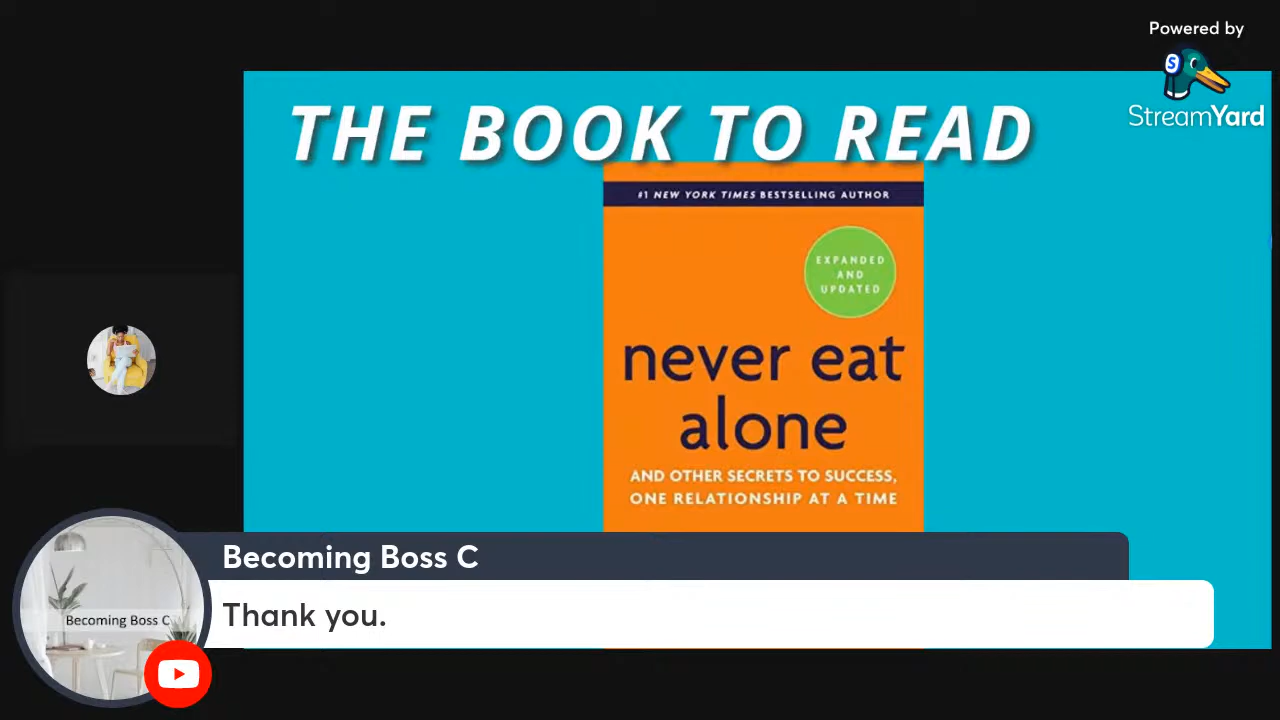 Powered by
StreamYard
THE BOOK TO READ
#1 NEW YORK TIMES BESTSELLING AUTHOR
EXPANDED
AND
UPDATED
never eat
alone
AND OTHER SECRETS TO SUCCESS,
ONE RELATIONSHIP AT A TIME
Becoming Boss C
Thank you.
Becoming Boss C